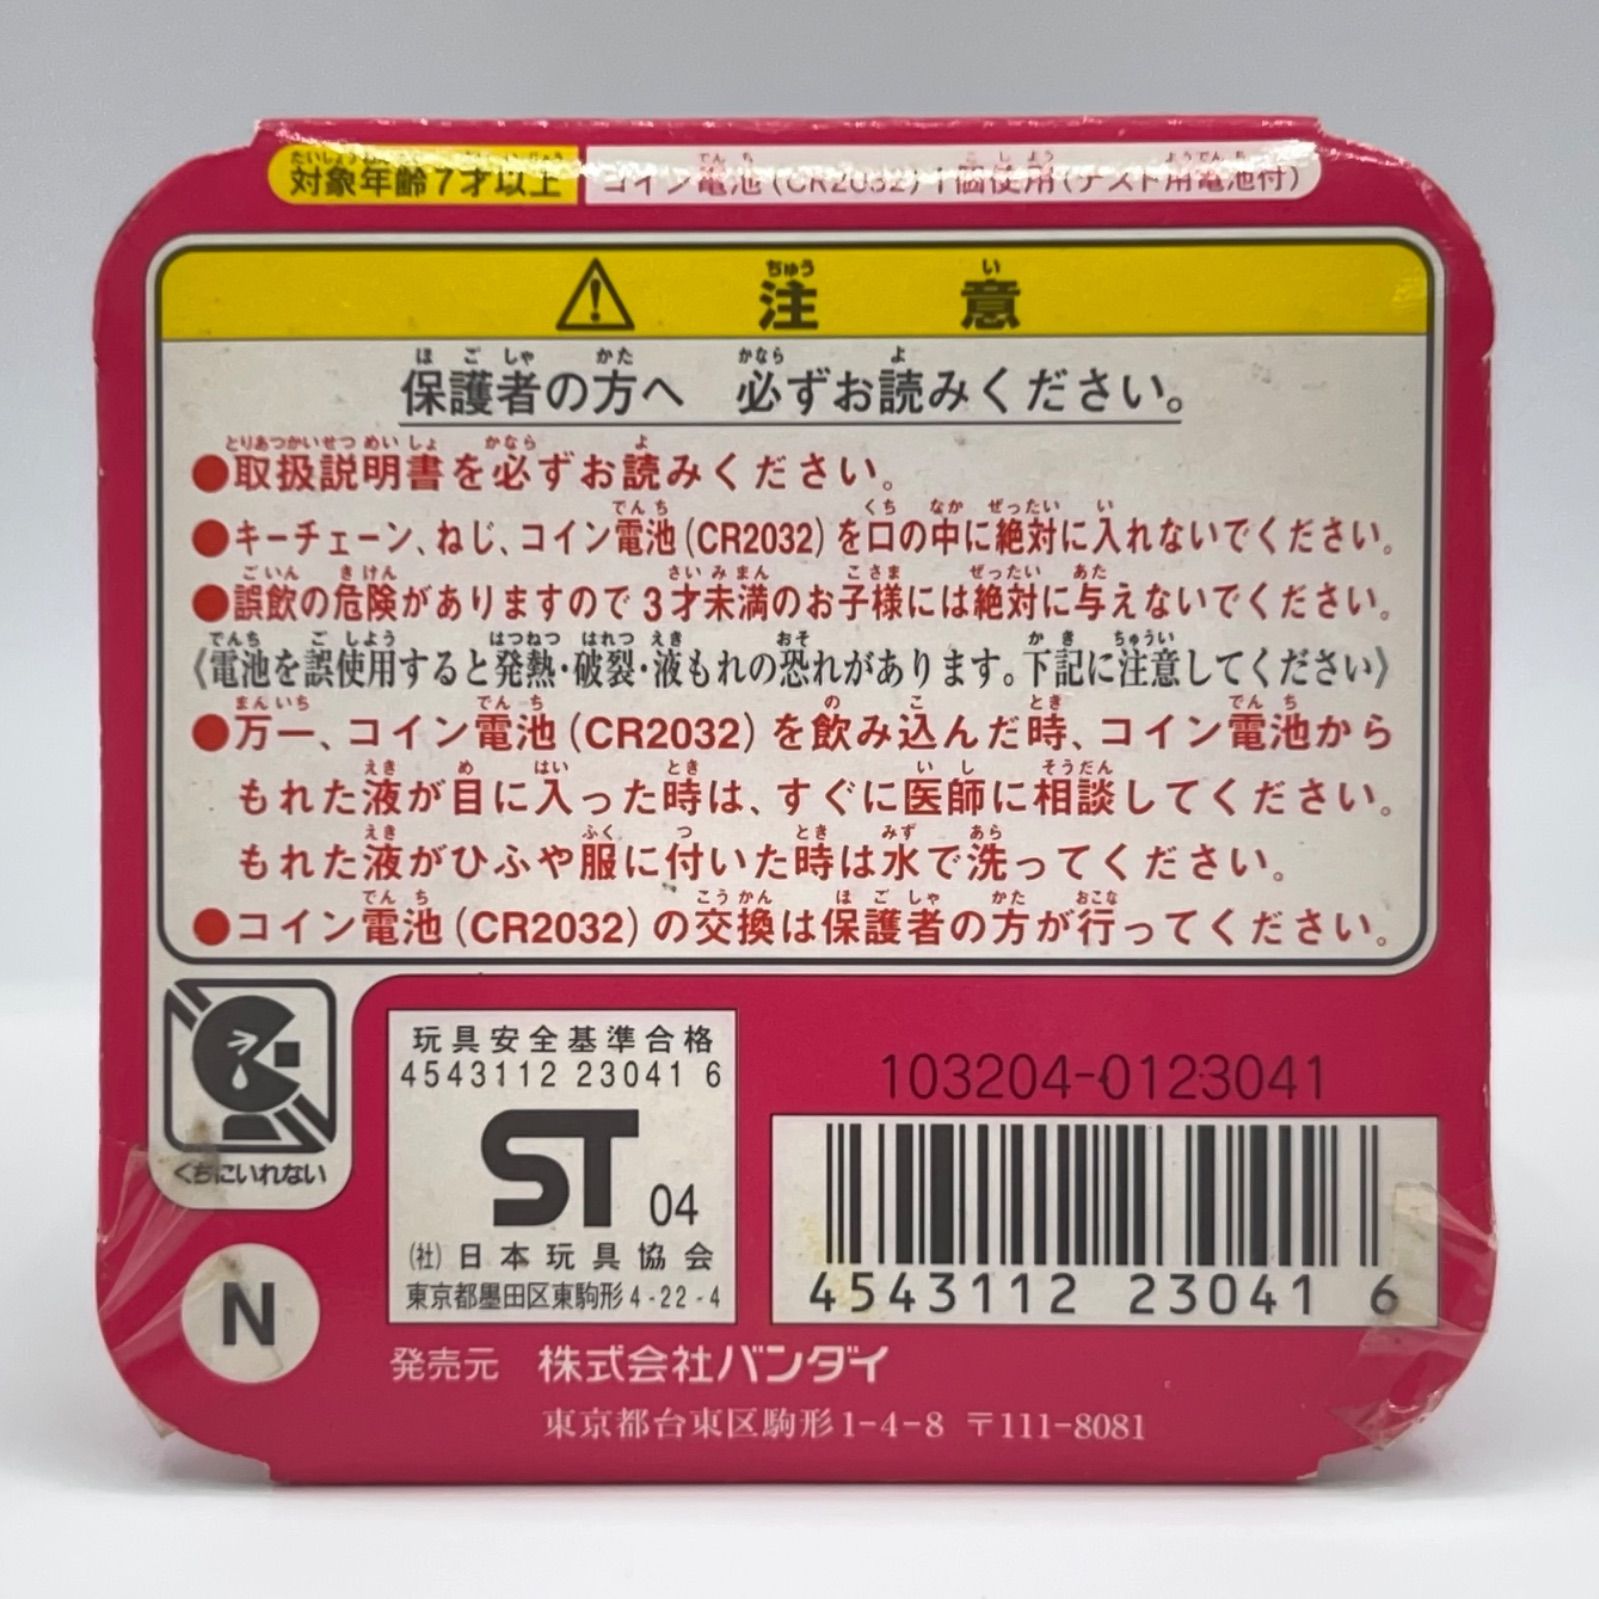 対象年齢7才以上
コイン電池(CR2032)1個使用(テスト用電池付)
注意
保護者の方へ 必ずお読みください。
●取扱説明書を必ずお読みください。
●キーチェーン、ねじ、コイン電池(CR2032)を口の中に絶対に入れないでください。
●誤飲の危険がありますので3才未満のお子様には絶対に与えないでください。
《電池を誤使用すると発熱・破裂・液もれの恐れがあります。下記に注意してください》
●万一、コイン電池(CR2032)を飲み込んだ時、コイン電池から
もれた液が目に入った時は、すぐに医師に相談してください。
もれた液がひふや服に付いた時は水で洗ってください。
●コイン電池(CR2032)の交換は保護者の方が行ってください。
くちにいれない
N
玩具安全基準合格
4543112 23041 6
ST 04
(社)日本玩具協会
東京都墨田区東駒形4-22-4
103204-0123041
4543112 23041 6
発売元 株式会社バンダイ
東京都台東区駒形1-4-8 〒111-8081